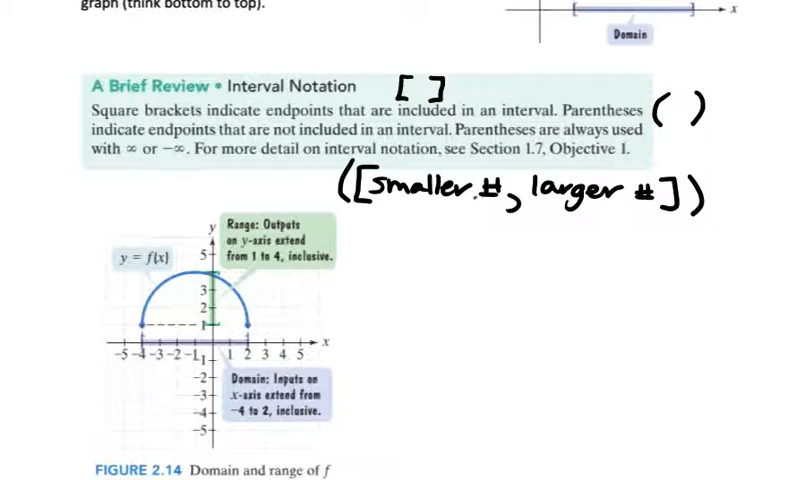 graph (think bottom to top).
x
Domain
A Brief Review • Interval Notation [ ]
Square brackets indicate endpoints that are included in an interval. Parentheses ( )
indicate endpoints that are not included in an interval. Parentheses are always used
with ∞ or −∞. For more detail on interval notation, see Section 1.7, Objective 1.
([smaller #, larger #])
y
Range: Outputs
on y-axis extend
from 1 to 4, inclusive.
y = f(x)
5
3
2
1
x
-5 -4 -3 -2 -1 1 2 3 4 5
-1
-2
-3
-4
-5
Domain: Inputs on
x-axis extend from
−4 to 2, inclusive.
FIGURE 2.14 Domain and range of f